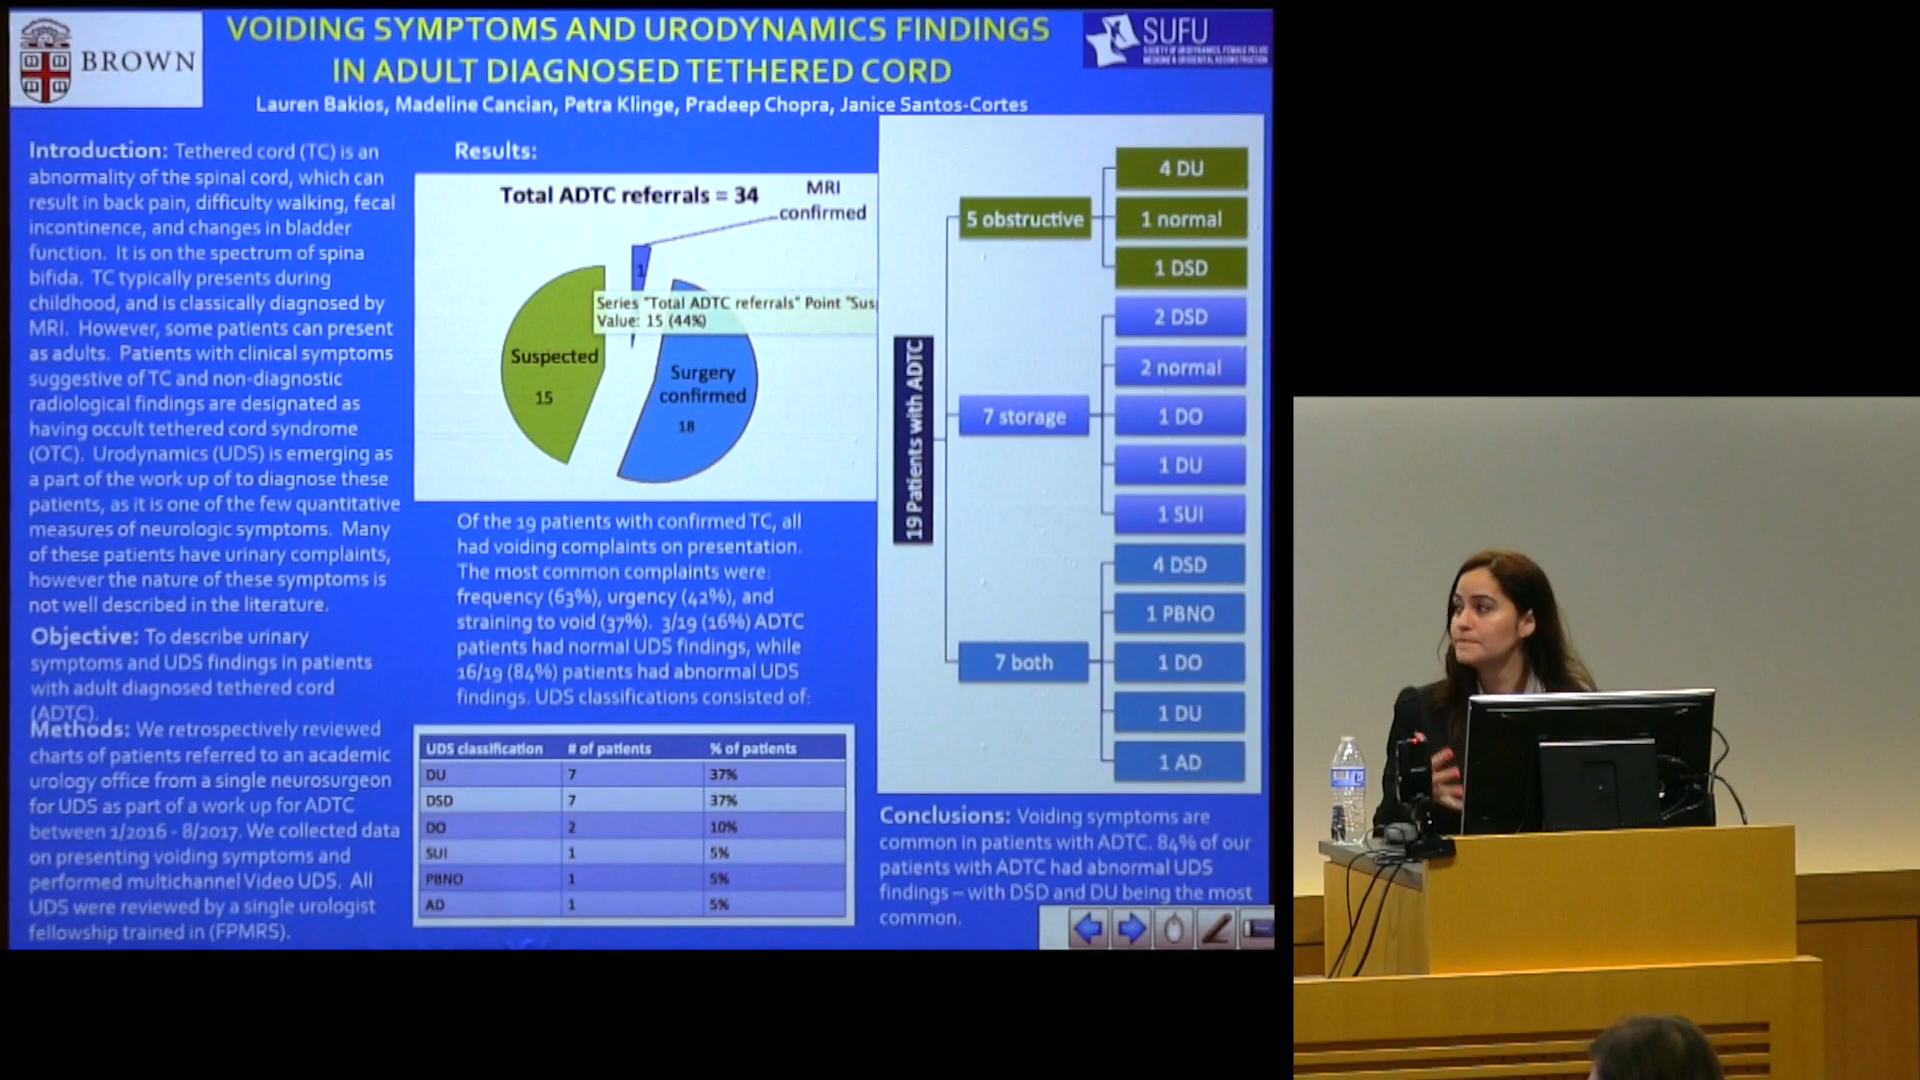 BROWN
VOIDING SYMPTOMS AND URODYNAMICS FINDINGS
IN ADULT DIAGNOSED TETHERED CORD
Lauren Bakios, Madeline Cancian, Petra Klinge, Pradeep Chopra, Janice Santos-Cortes
SUFU
SOCIETY OF URODYNAMICS, FEMALE PELVIC
MEDICINE & UROGENITAL RECONSTRUCTION
Introduction: Tethered cord (TC) is an
abnormality of the spinal cord, which can
result in back pain, difficulty walking, fecal
incontinence, and changes in bladder
function. It is on the spectrum of spina
bifida. TC typically presents during
childhood, and is classically diagnosed by
MRI. However, some patients can present
as adults. Patients with clinical symptoms
suggestive of TC and non-diagnostic
radiological findings are designated as
having occult tethered cord syndrome
(OTC). Urodynamics (UDS) is emerging as
a part of the work up of to diagnose these
patients, as it is one of the few quantitative
measures of neurologic symptoms. Many
of these patients have urinary complaints,
however the nature of these symptoms is
not well described in the literature.
Objective: To describe urinary
symptoms and UDS findings in patients
with adult diagnosed tethered cord
(ADTC).
Methods: We retrospectively reviewed
charts of patients referred to an academic
urology office from a single neurosurgeon
for UDS as part of a work up for ADTC
between 1/2016 - 8/2017. We collected data
on presenting voiding symptoms and
performed multichannel Video UDS. All
UDS were reviewed by a single urologist
fellowship trained in (FPMRS).
Results:
Total ADTC referrals = 34
MRI
confirmed
1
Series "Total ADTC referrals" Point "Sus
Value: 15 (44%)
Suspected
15
Surgery
confirmed
18
Of the 19 patients with confirmed TC, all
had voiding complaints on presentation.
The most common complaints were:
frequency (63%), urgency (42%), and
straining to void (37%). 3/19 (16%) ADTC
patients had normal UDS findings, while
16/19 (84%) patients had abnormal UDS
findings. UDS classifications consisted of:
UDS classification # of patients % of patients
DU 7 37%
DSD 7 37%
DO 2 10%
SUI 1 5%
PBNO 1 5%
AD 1 5%
19 Patients with ADTC
5 obstructive
4 DU
1 normal
1 DSD
7 storage
2 DSD
2 normal
1 DO
1 DU
1 SUI
7 both
4 DSD
1 PBNO
1 DO
1 DU
1 AD
Conclusions: Voiding symptoms are
common in patients with ADTC. 84% of our
patients with ADTC had abnormal UDS
findings – with DSD and DU being the most
common.